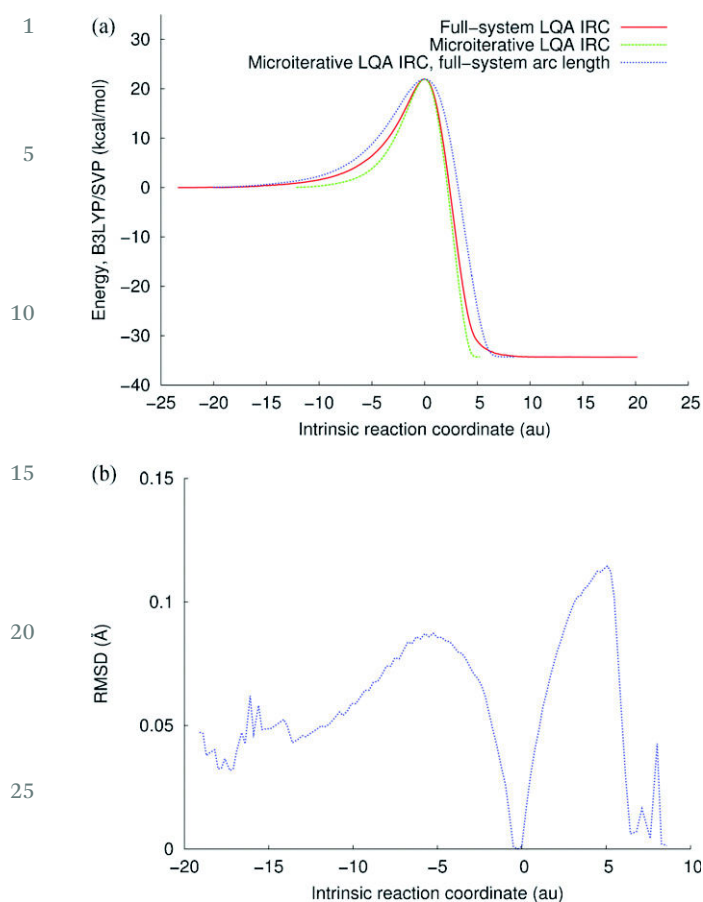 1
5
10
15
20
25
(a)
Full-system LQA IRC
Microiterative LQA IRC
Microiterative LQA IRC, full-system arc length
Energy, B3LYP/SVP (kcal/mol)
30
20
10
0
−10
−20
−30
−40
−25 −20 −15 −10 −5 0 5 10 15 20 25
Intrinsic reaction coordinate (au)
(b)
RMSD (Å)
0.15
0.1
0.05
0
−20 −15 −10 −5 0 5 10
Intrinsic reaction coordinate (au)